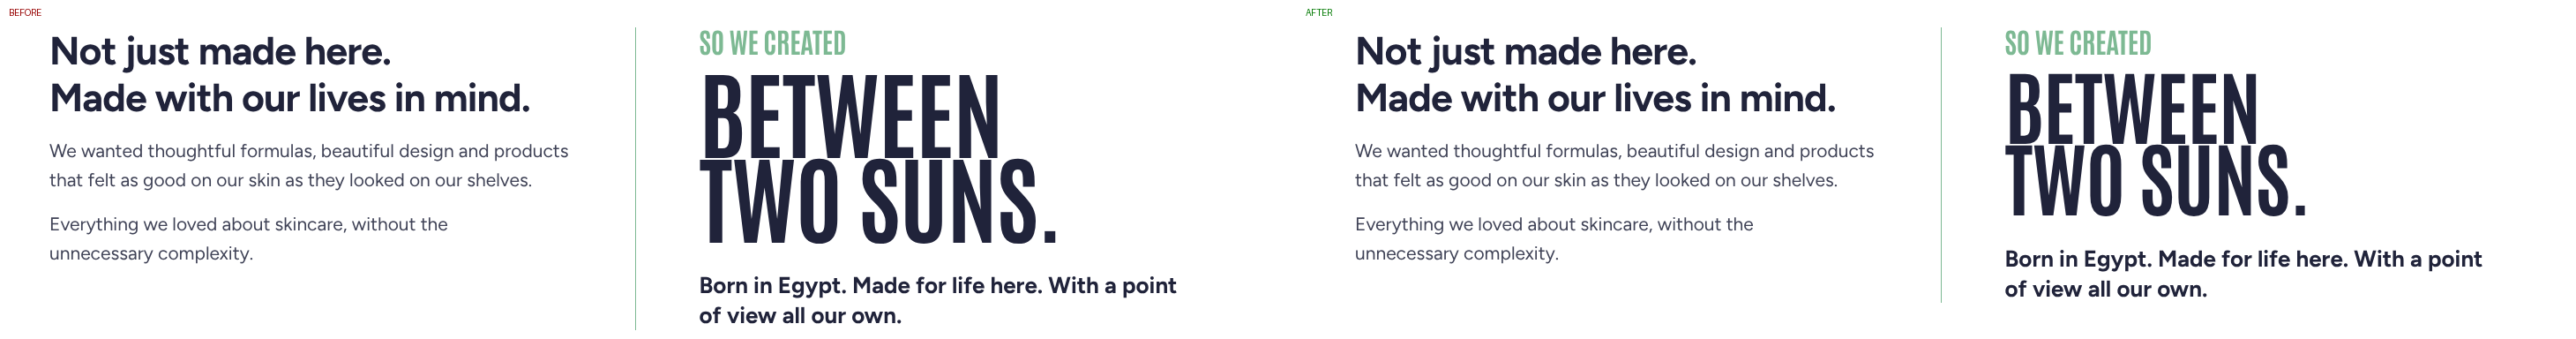 BEFORE
Not just made here.
Made with our lives in mind.
We wanted thoughtful formulas, beautiful design and products
that felt as good on our skin as they looked on our shelves.
Everything we loved about skincare, without the
unnecessary complexity.
SO WE CREATED
BETWEEN
TWO SUNS.
Born in Egypt. Made for life here. With a point
of view all our own.
AFTER
Not just made here.
Made with our lives in mind.
We wanted thoughtful formulas, beautiful design and products
that felt as good on our skin as they looked on our shelves.
Everything we loved about skincare, without the
unnecessary complexity.
SO WE CREATED
BETWEEN
TWO SUNS.
Born in Egypt. Made for life here. With a point
of view all our own.